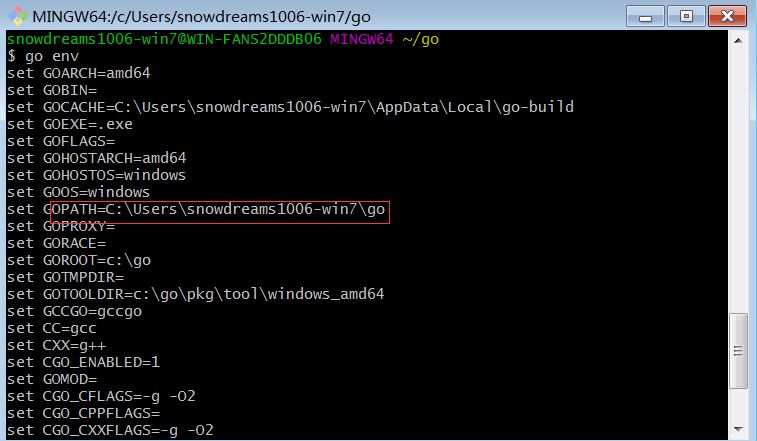 MINGW64:/c/Users/snowdreams1006-win7/go
snowdreams1006-win7@WIN-FANS2DDDB06 MINGW64 ~/go
$ go env
set GOARCH=amd64
set GOBIN=
set GOCACHE=C:\Users\snowdreams1006-win7\AppData\Local\go-build
set GOEXE=.exe
set GOFLAGS=
set GOHOSTARCH=amd64
set GOHOSTOS=windows
set GOOS=windows
set GOPATH=C:\Users\snowdreams1006-win7\go
set GOPROXY=
set GORACE=
set GOROOT=c:\go
set GOTMPDIR=
set GOTOOLDIR=c:\go\pkg\tool\windows_amd64
set GCCGO=gccgo
set CC=gcc
set CXX=g++
set CGO_ENABLED=1
set GOMOD=
set CGO_CFLAGS=-g -O2
set CGO_CPPFLAGS=
set CGO_CXXFLAGS=-g -O2